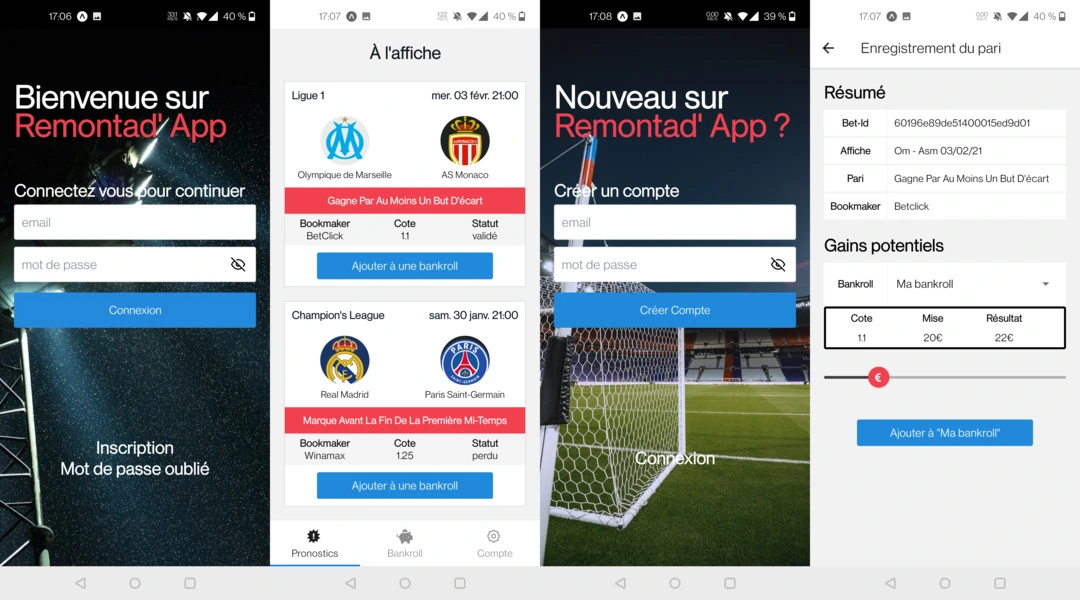 17:06
40 %
Bienvenue sur
Remontad' App
Connectez vous pour continuer
email
mot de passe
Connexion
Inscription
Mot de passe oublié
17:07
40 %
À l'affiche
Ligue 1
mer. 03 févr. 21:00
Olympique de Marseille
AS Monaco
Gagne Par Au Moins Un But D'écart
Bookmaker
Cote
Statut
BetClick
1.1
validé
Ajouter à une bankroll
Champion's League
sam. 30 janv. 21:00
PARIS
Real Madrid
Paris Saint-Germain
Marque Avant La Fin De La Première Mi-Temps
Bookmaker
Cote
Statut
Winamax
1.25
perdu
Ajouter à une bankroll
Pronostics
Bankroll
Compte
17:08
39 %
Nouveau sur
Remontad' App ?
Créer un compte
email
mot de passe
Créer Compte
Connexion
17:07
40 %
Enregistrement du pari
Résumé
Bet-Id
60196e89de51400015ed9d01
Affiche
Om - Asm 03/02/21
Pari
Gagne Par Au Moins Un But D'écart
Bookmaker
Betclick
Gains potentiels
Bankroll
Ma bankroll
Cote
Mise
Résultat
1.1
20€
22€
€
Ajouter à "Ma bankroll"